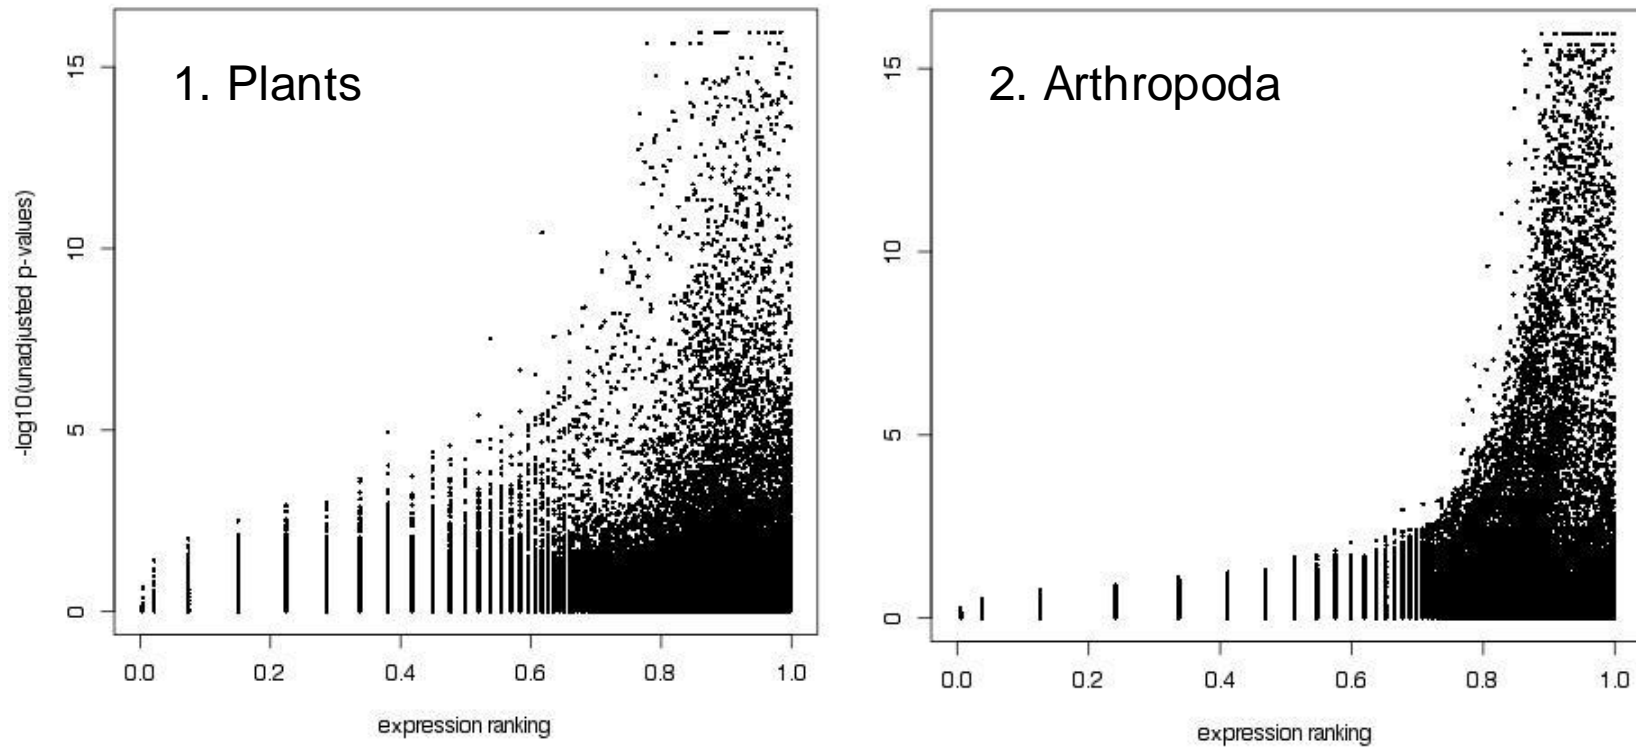 1. Plants
-log10(unadjusted p-values)
15
10
5
0
0.0 0.2 0.4 0.6 0.8 1.0
expression ranking
2. Arthropoda
15
10
5
0
0.0 0.2 0.4 0.6 0.8 1.0
expression ranking